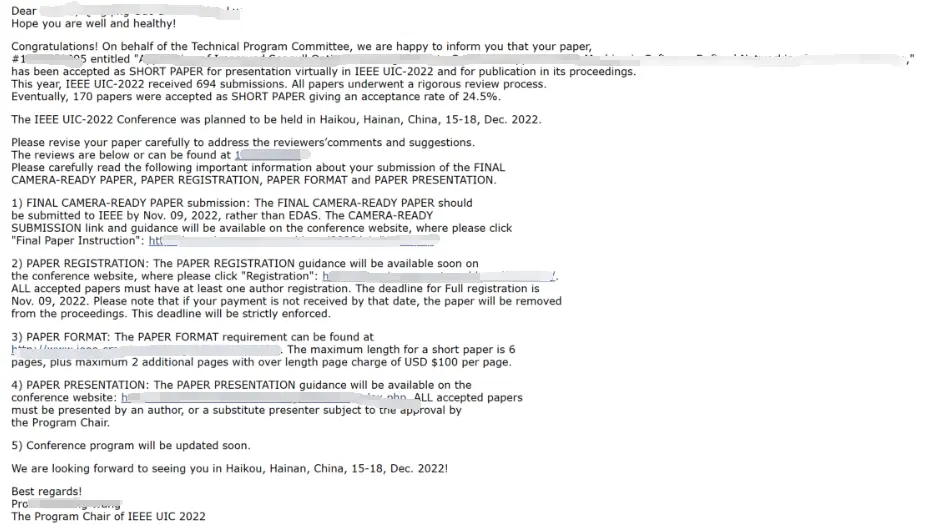 Dear
Hope you are well and healthy!
Congratulations! On behalf of the Technical Program Committee, we are happy to inform you that your paper,
entitled
has been accepted as SHORT PAPER for presentation virtually in IEEE UIC-2022 and for publication in its proceedings.
This year, IEEE UIC-2022 received 694 submissions. All papers underwent a rigorous review process.
Eventually, 170 papers were accepted as SHORT PAPER giving an acceptance rate of 24.5%.
The IEEE UIC-2022 Conference was planned to be held in Haikou, Hainan, China, 15-18, Dec. 2022.
Please revise your paper carefully to address the reviewers’comments and suggestions.
The reviews are below or can be found at
Please carefully read the following important information about your submission of the FINAL
CAMERA-READY PAPER, PAPER REGISTRATION, PAPER FORMAT and PAPER PRESENTATION.
1) FINAL CAMERA-READY PAPER submission: The FINAL CAMERA-READY PAPER should
be submitted to IEEE by Nov. 09, 2022, rather than EDAS. The CAMERA-READY
SUBMISSION link and guidance will be available on the conference website, where please click
"Final Paper Instruction":
2) PAPER REGISTRATION: The PAPER REGISTRATION guidance will be available soon on
the conference website, where please click "Registration":
ALL accepted papers must have at least one author registration. The deadline for Full registration is
Nov. 09, 2022. Please note that if your payment is not received by that date, the paper will be removed
from the proceedings. This deadline will be strictly enforced.
3) PAPER FORMAT: The PAPER FORMAT requirement can be found at
. The maximum length for a short paper is 6
pages, plus maximum 2 additional pages with over length page charge of USD $100 per page.
4) PAPER PRESENTATION: The PAPER PRESENTATION guidance will be available on the
conference website: ALL accepted papers
must be presented by an author, or a substitute presenter subject to the approval by
the Program Chair.
5) Conference program will be updated soon.
We are looking forward to seeing you in Haikou, Hainan, China, 15-18, Dec. 2022!
Best regards!
The Program Chair of IEEE UIC 2022